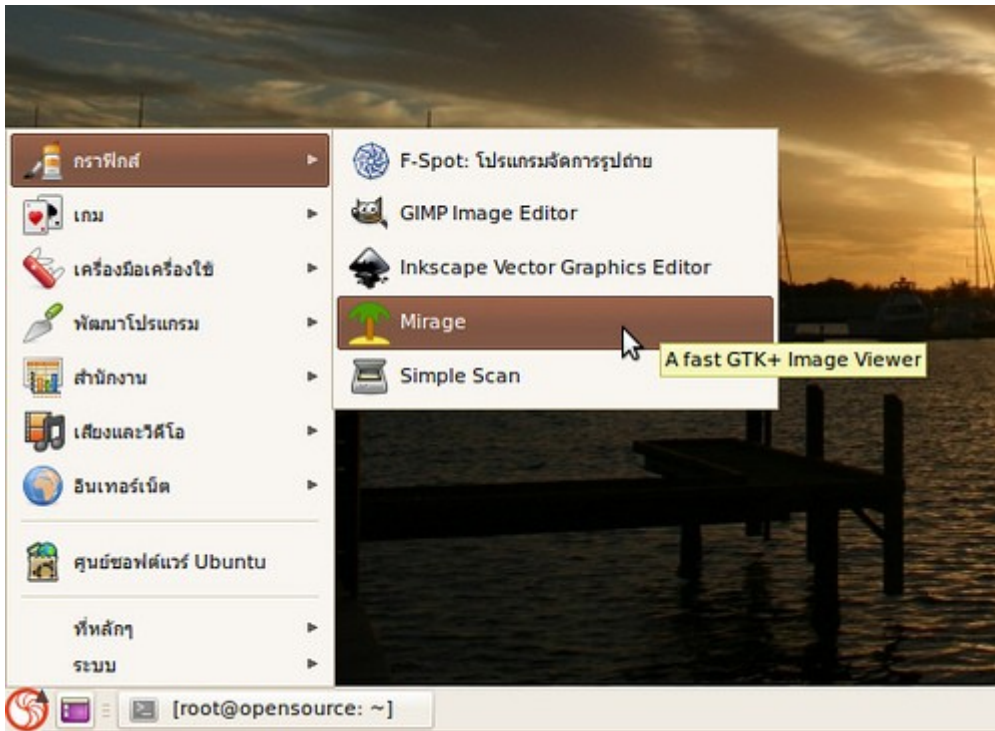 กราฟิกส์
เกม
เครื่องมือเครื่องใช้
พัฒนาโปรแกรม
สำนักงาน
เสียงและวิดีโอ
อินเทอร์เน็ต
ศูนย์ซอฟต์แวร์ Ubuntu
ที่หลักๆ
ระบบ
F-Spot: โปรแกรมจัดการรูปถ่าย
GIMP Image Editor
Inkscape Vector Graphics Editor
Mirage
Simple Scan
A fast GTK+ Image Viewer
[root@opensource: ~]